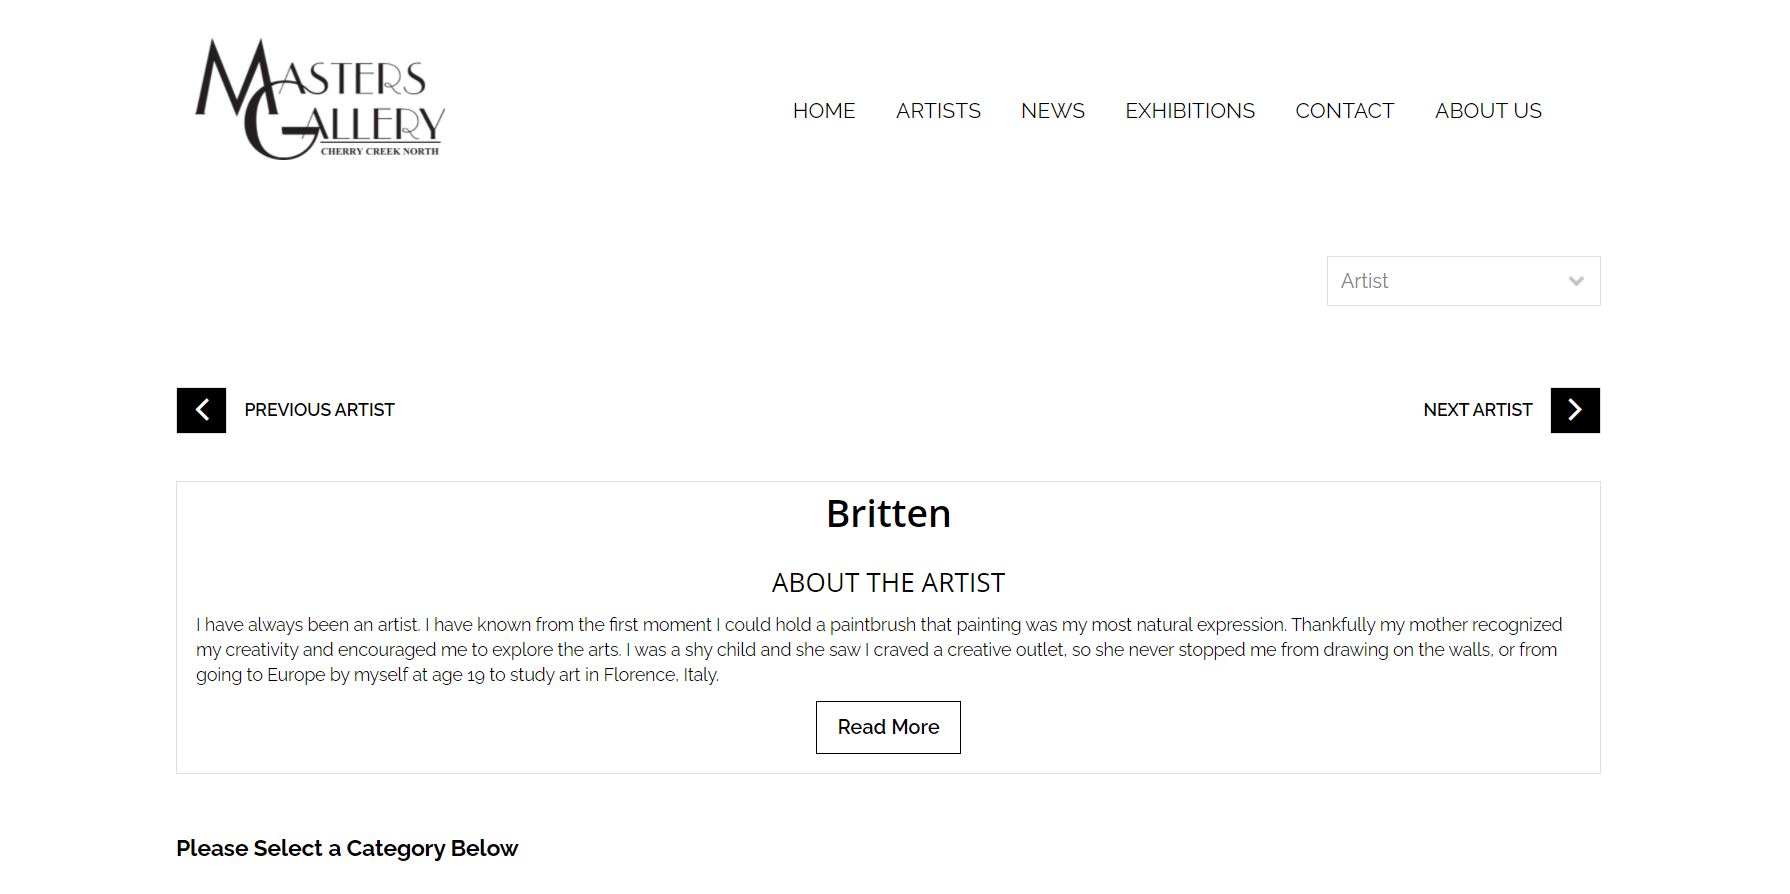 MASTERS
GALLERY
CHERRY CREEK NORTH
HOME ARTISTS NEWS EXHIBITIONS CONTACT ABOUT US
Artist
PREVIOUS ARTIST NEXT ARTIST
Britten
ABOUT THE ARTIST
I have always been an artist. I have known from the first moment I could hold a paintbrush that painting was my most natural expression. Thankfully my mother recognized
my creativity and encouraged me to explore the arts. I was a shy child and she saw I craved a creative outlet, so she never stopped me from drawing on the walls, or from
going to Europe by myself at age 19 to study art in Florence, Italy.
Read More
Please Select a Category Below